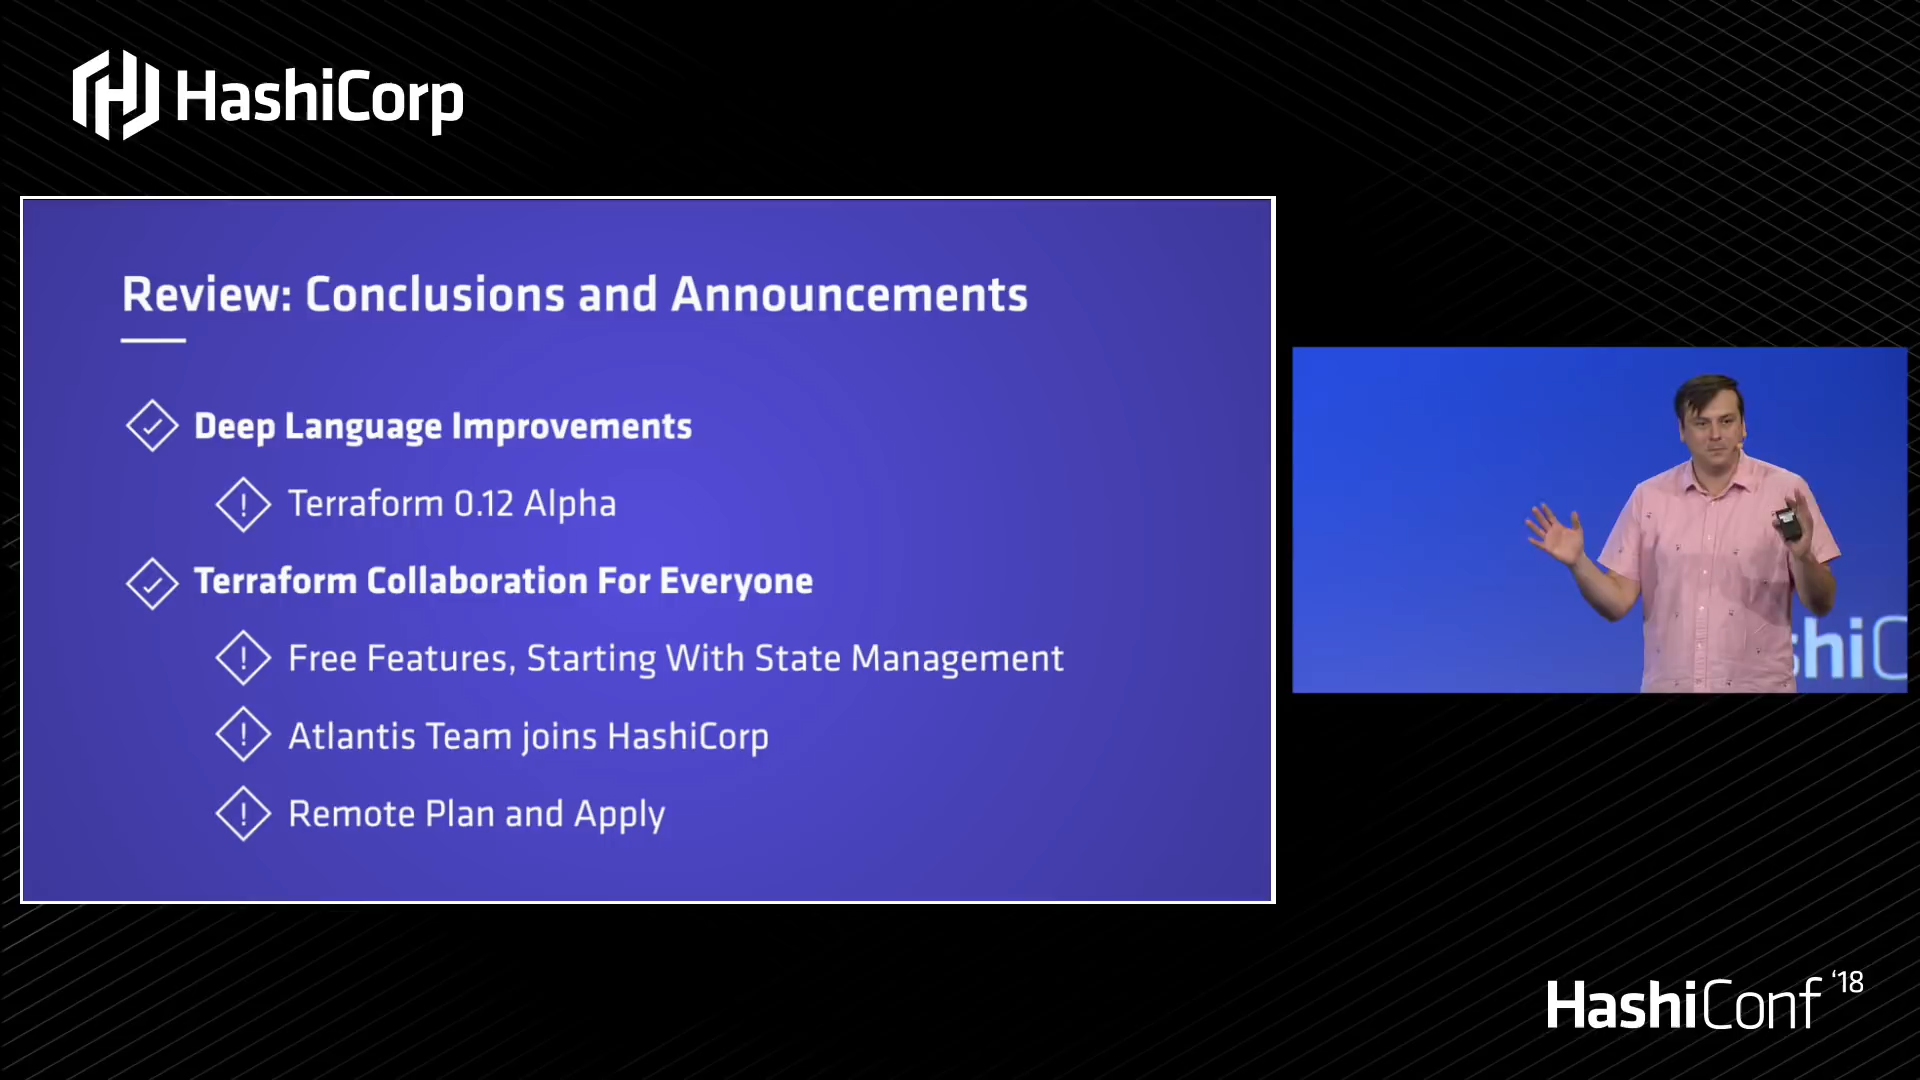 HashiCorp
Review: Conclusions and Announcements
Deep Language Improvements
Terraform 0.12 Alpha
Terraform Collaboration For Everyone
Free Features, Starting With State Management
Atlantis Team joins HashiCorp
Remote Plan and Apply
shiC
HashiConf '18